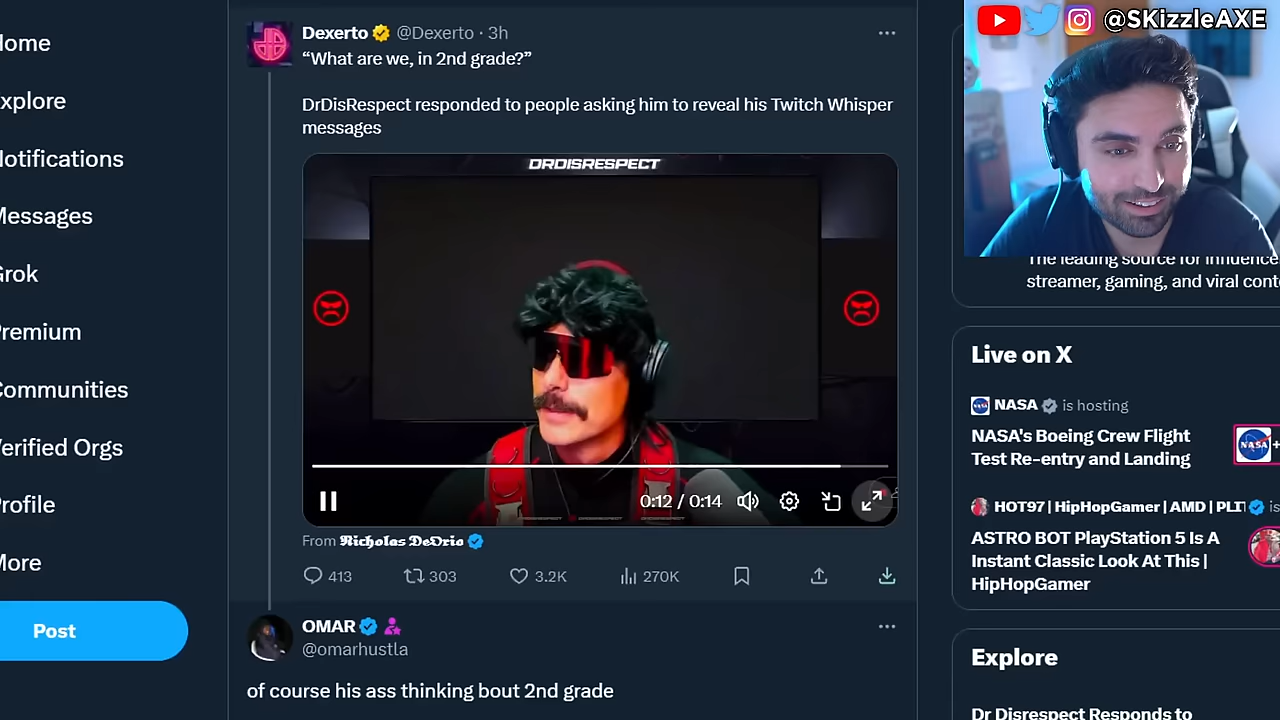 @SKizzleAXE
ome
xplore
otifications
Messages
Grok
remium
Communities
erified Orgs
rofile
More
Post
Dexerto @Dexerto · 3h
“What are we, in 2nd grade?”
DrDisRespect responded to people asking him to reveal his Twitch Whisper
messages
DRDISRESPECT
0:12 / 0:14
From Nicholas DeOrio
413
303
3.2K
270K
OMAR
@omarhustla
of course his ass thinking bout 2nd grade
The leading source for influence
streamer, gaming, and viral cont
Live on X
NASA is hosting
NASA's Boeing Crew Flight
Test Re-entry and Landing
NASA
HOT97 | HipHopGamer | AMD | PLIT is
ASTRO BOT PlayStation 5 Is A
Instant Classic Look At This |
HipHopGamer
Explore
Dr Disrespect Responds to